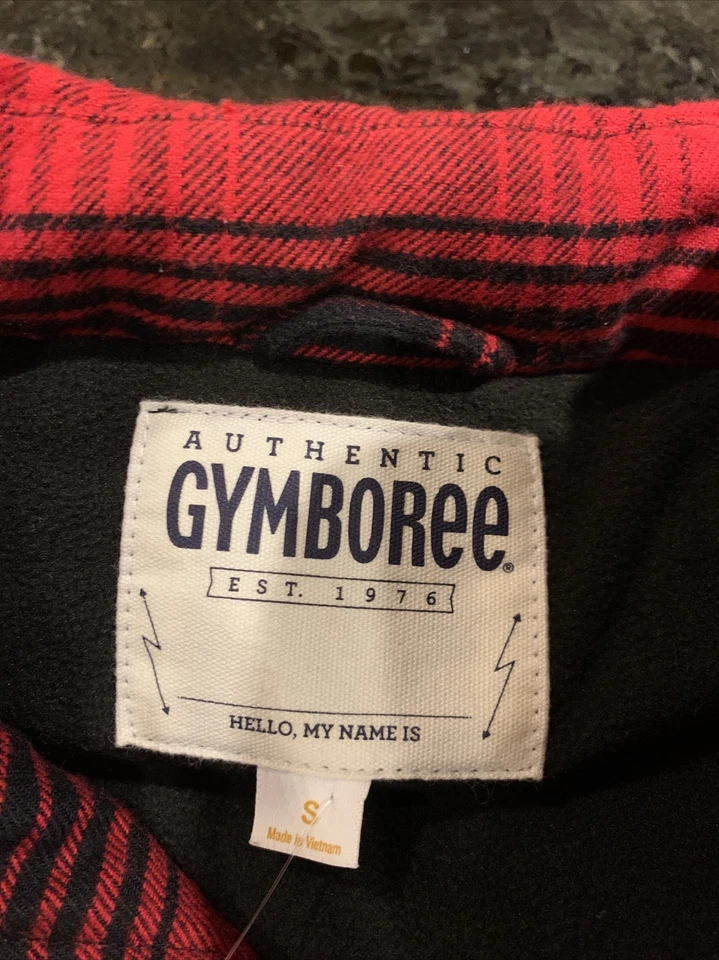 AUTHENTIC
GYMBOREE®
EST. 1976
HELLO, MY NAME IS
S
Made in Vietnam